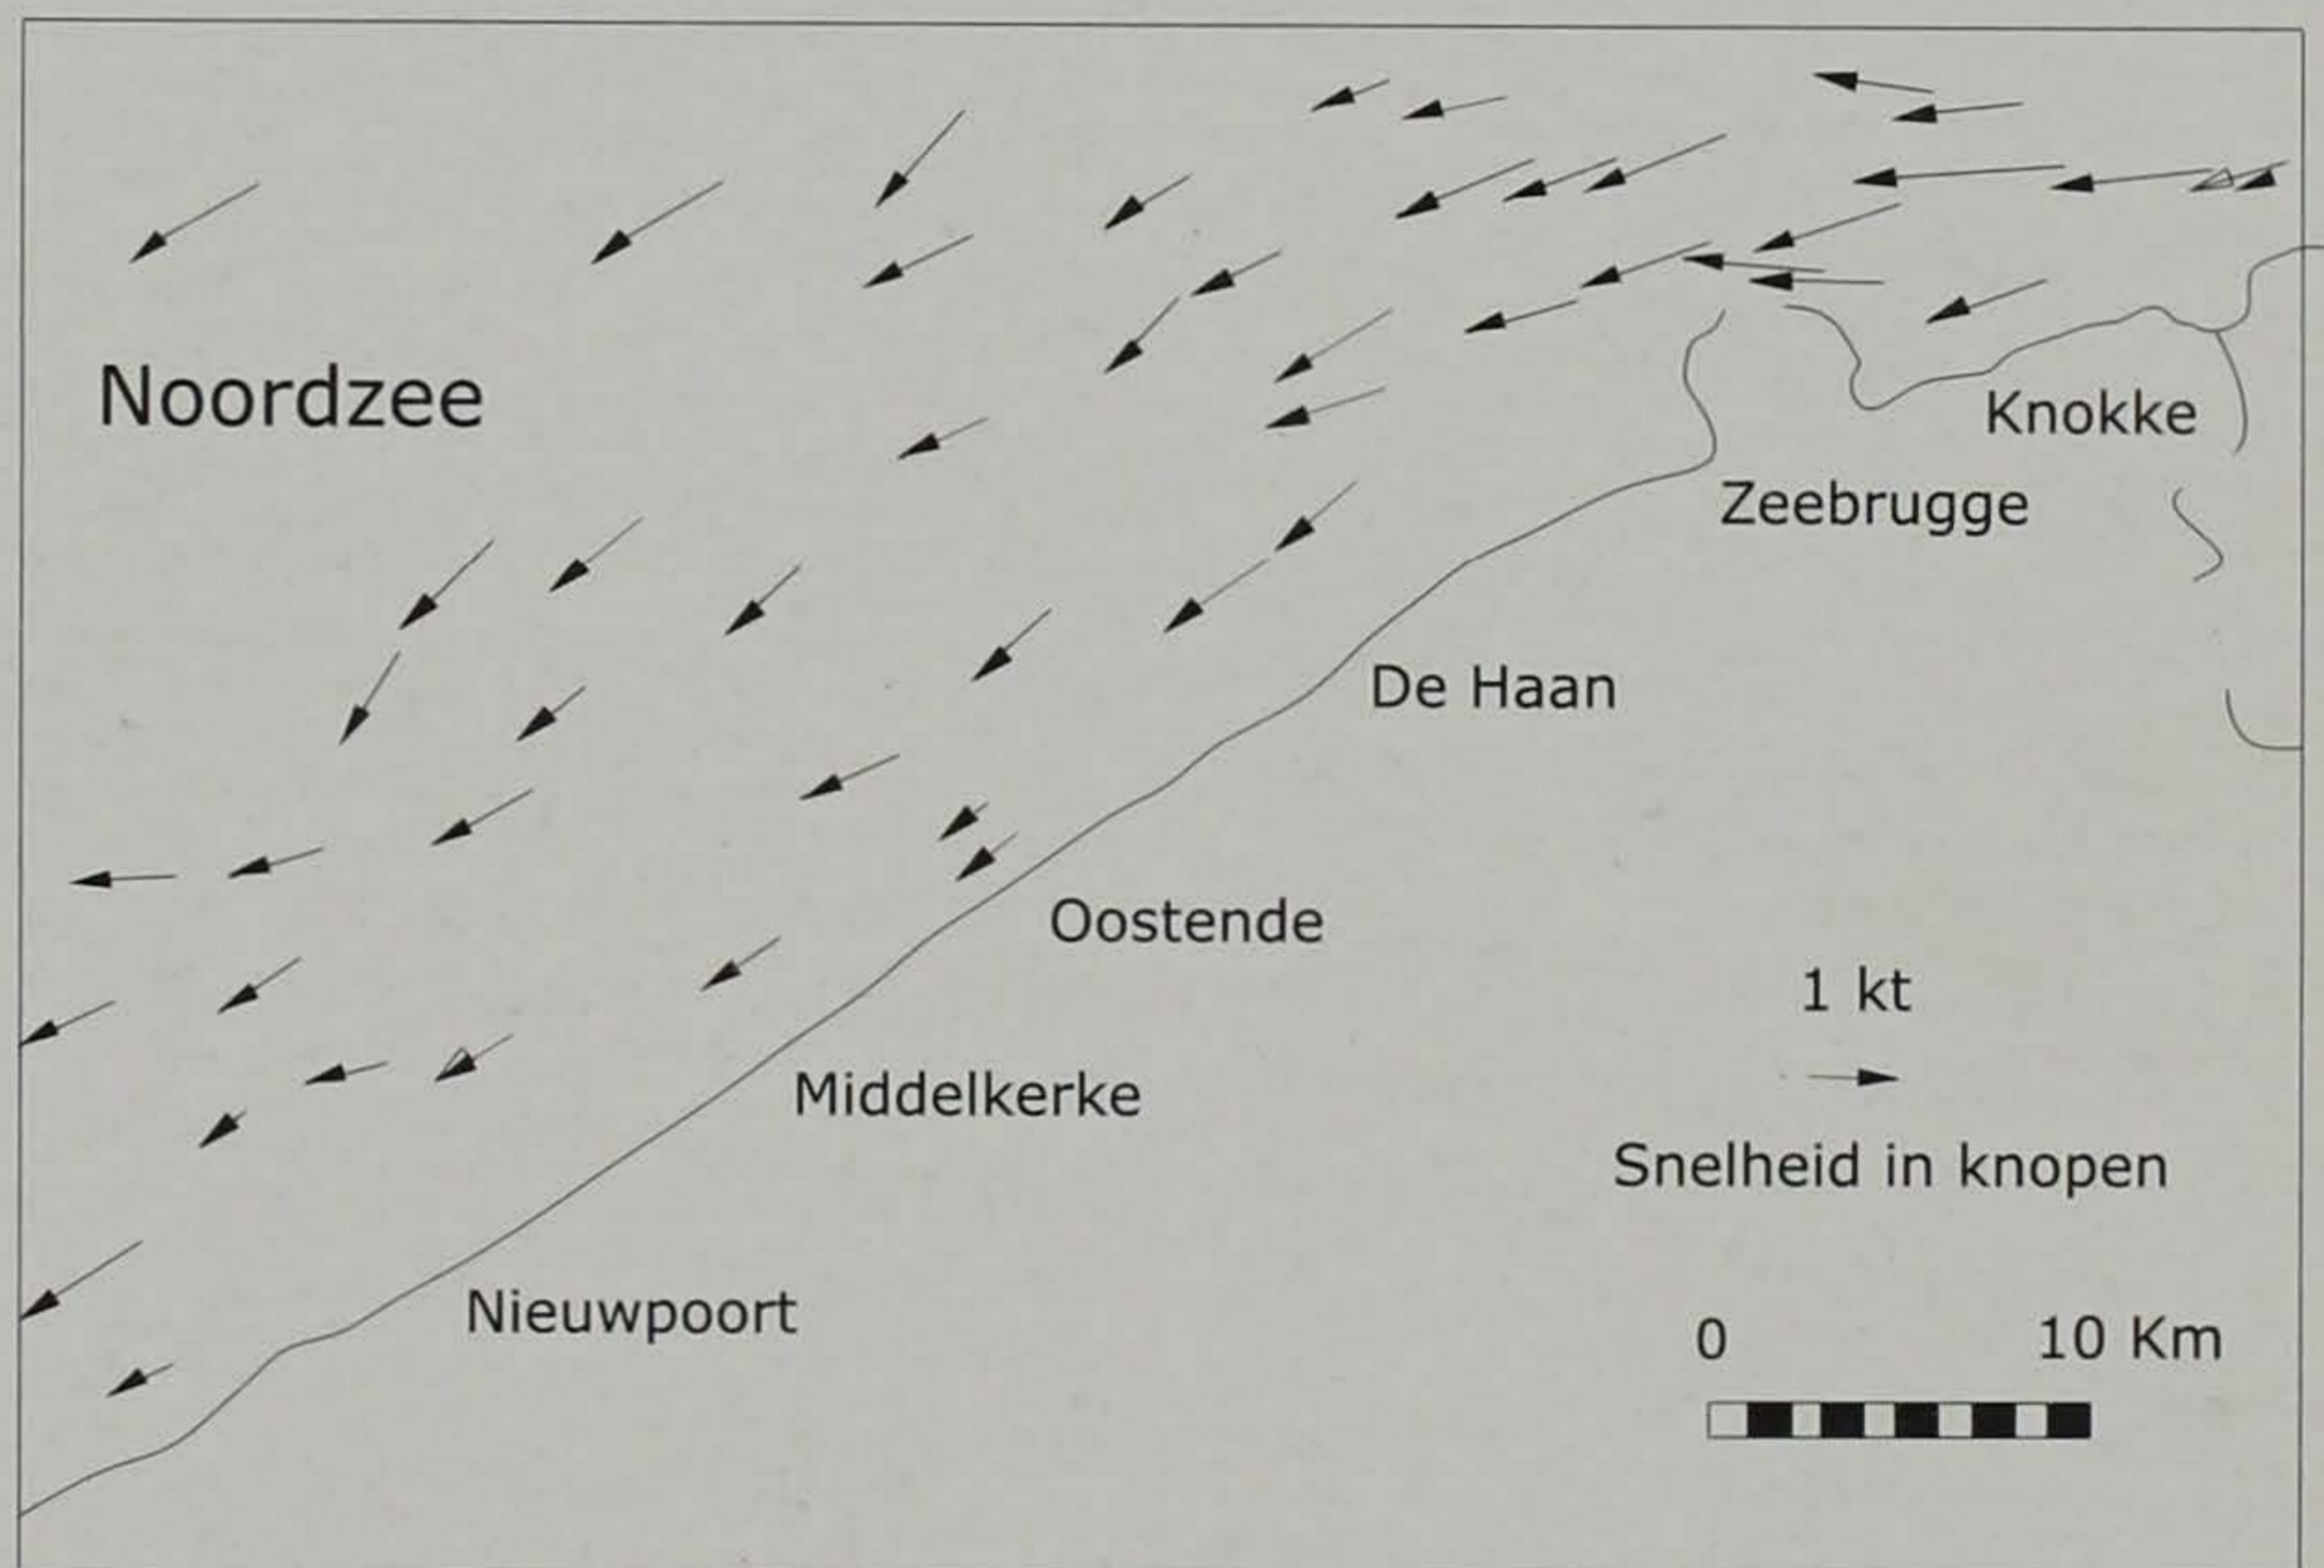 Noordzee
Knokke
Zeebrugge
De Haan
Oostende
1 kt
Middelkerke
Snelheid in knopen
Nieuwpoort
0 10 Km